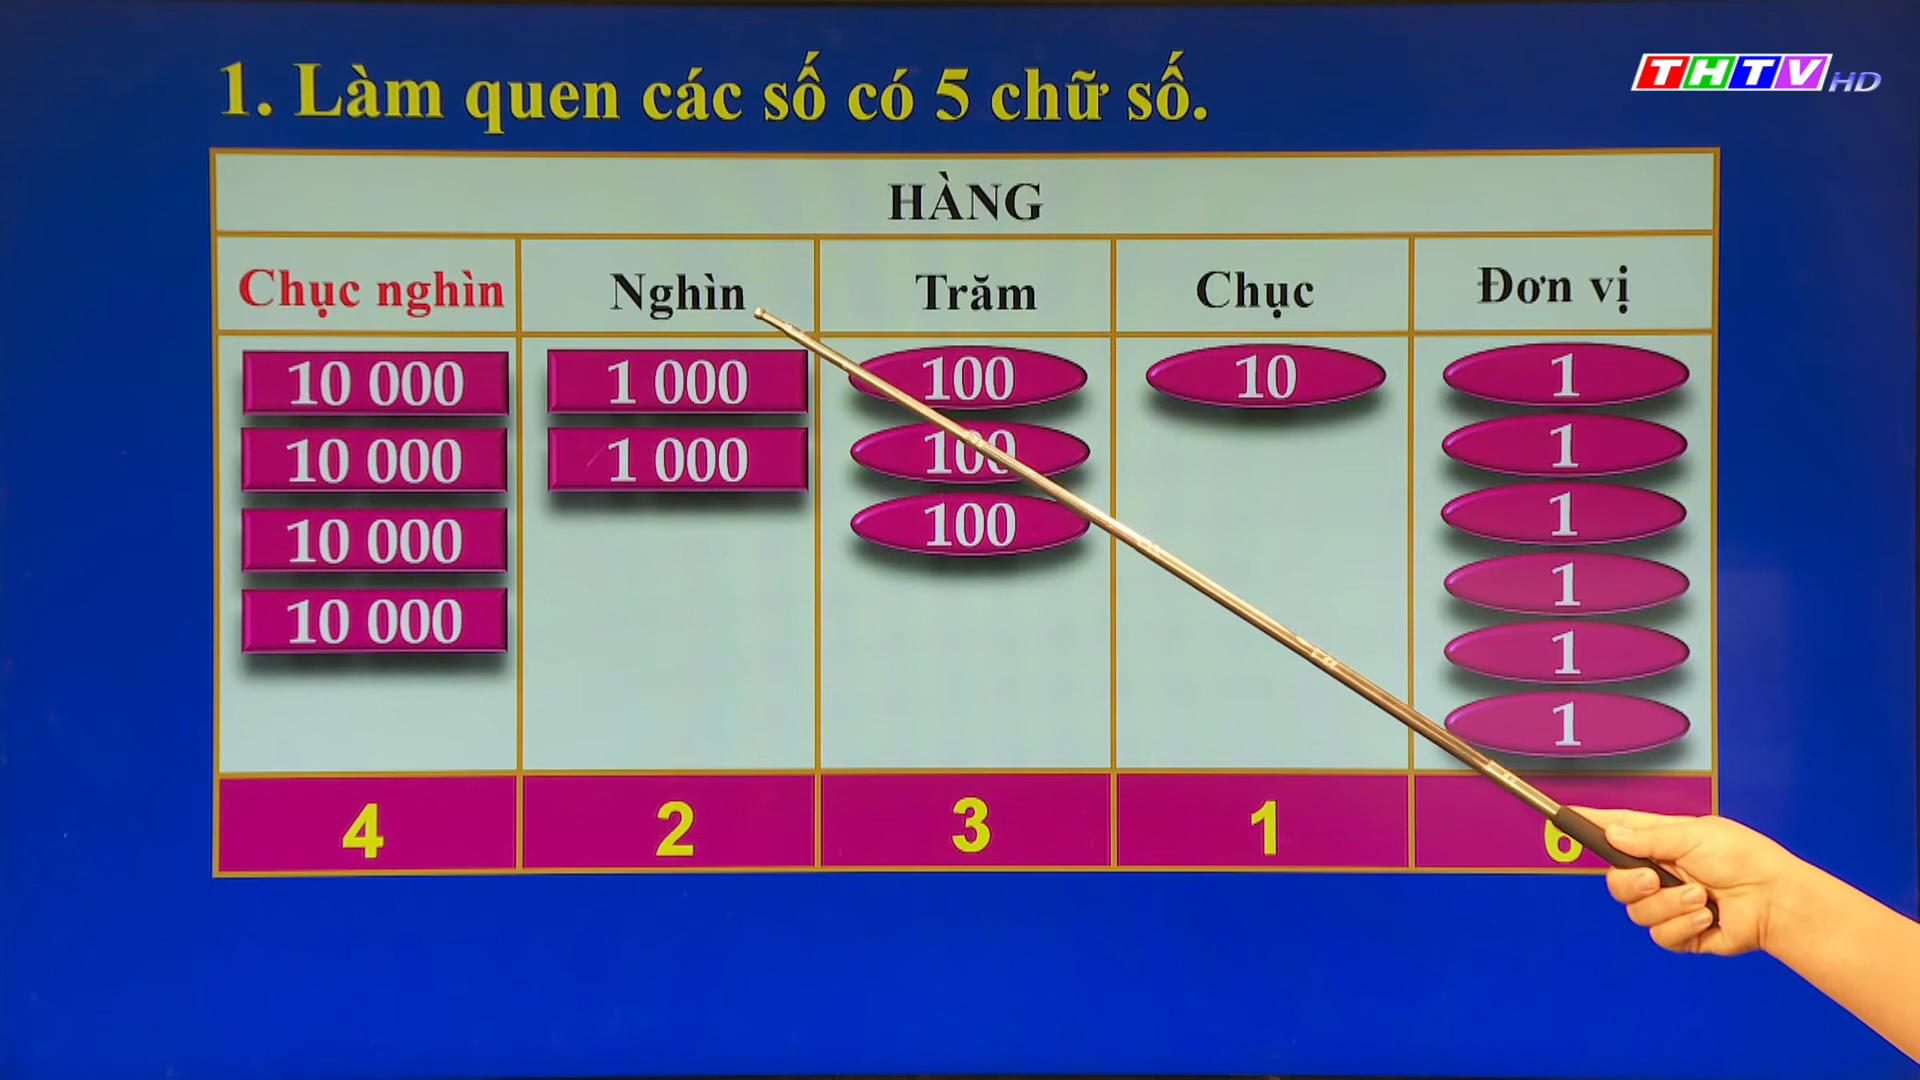 THTV HD
1. Làm quen các số có 5 chữ số.
HÀNG
Chục nghìn Nghìn Trăm Chục Đơn vị
10 000 1 000 100 10 1
10 000 1 000 100 1
10 000 100 1
10 000 1
1
1
4 2 3 1 6